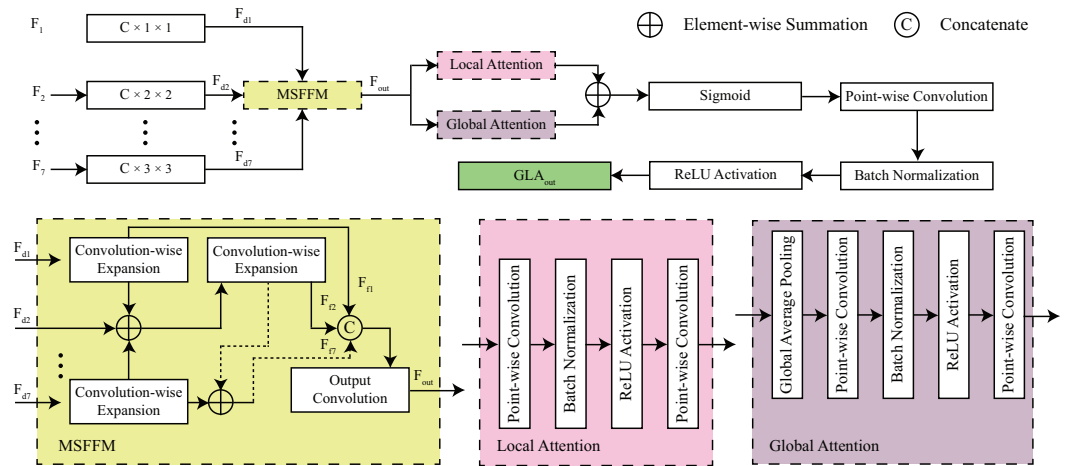 F1
C × 1 × 1
Fd1
Element-wise Summation
C
Concatenate
F2
C × 2 × 2
Fd2
MSFFM
Fout
Local Attention
Global Attention
Sigmoid
Point-wise Convolution
F7
C × 3 × 3
Fd7
GLAout
ReLU Activation
Batch Normalization
Fd1
Convolution-wise
Expansion
Convolution-wise
Expansion
Ff1
Ff2
Fd2
C
Ff7
Fd7
Convolution-wise
Expansion
Output
Convolution
Fout
MSFFM
Point-wise Convolution
Batch Normalization
ReLU Activation
Point-wise Convolution
Local Attention
Global Average Pooling
Point-wise Convolution
Batch Normalization
ReLU Activation
Point-wise Convolution
Global Attention